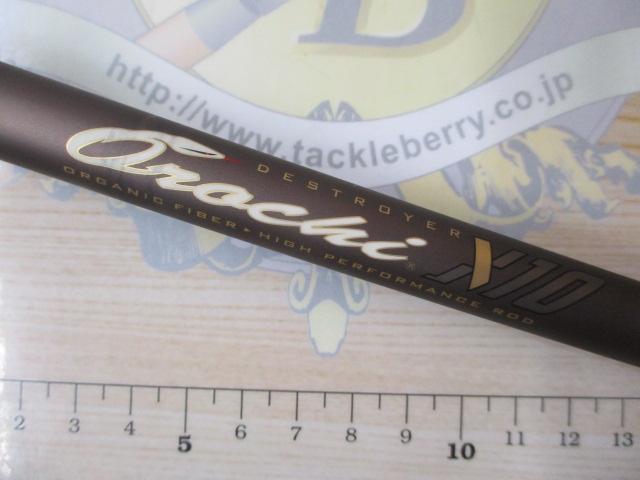 B
http://www.tackleberry.co.jp
DESTROYER
Orochi® X10
ORGANIC FIBER▸HIGH PERFORMANCE ROD
2 3 4 5 6 7 8 9 10 11 12 13